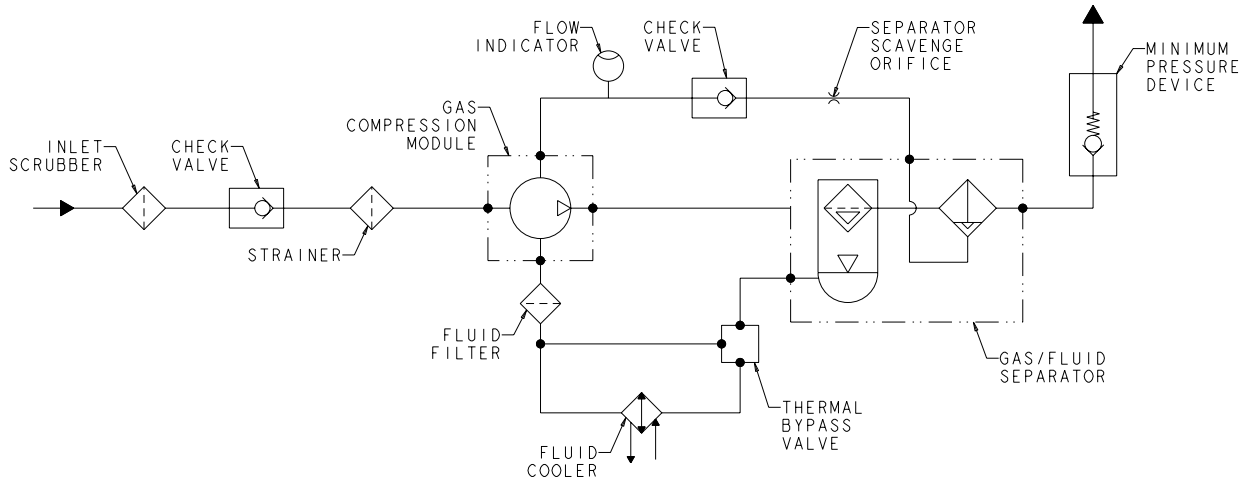 FLOW
INDICATOR
CHECK
VALVE
SEPARATOR
SCAVENGE
ORIFICE
MINIMUM
PRESSURE
DEVICE
GAS
COMPRESSION
MODULE
INLET
SCRUBBER
CHECK
VALVE
STRAINER
FLUID
FILTER
GAS/FLUID
SEPARATOR
THERMAL
BYPASS
VALVE
FLUID
COOLER